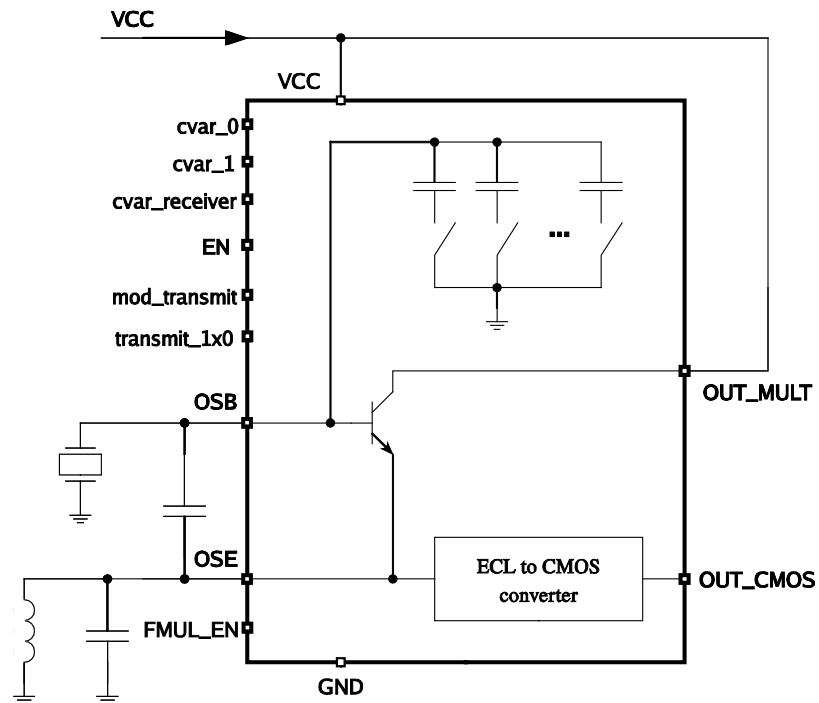 VCC
VCC
cvar_0
cvar_1
cvar_receiver
EN
mod_transmit
transmit_1x0
OUT_MULT
OSB
OSE
ECL to CMOS
converter
OUT_CMOS
FMUL_EN
GND